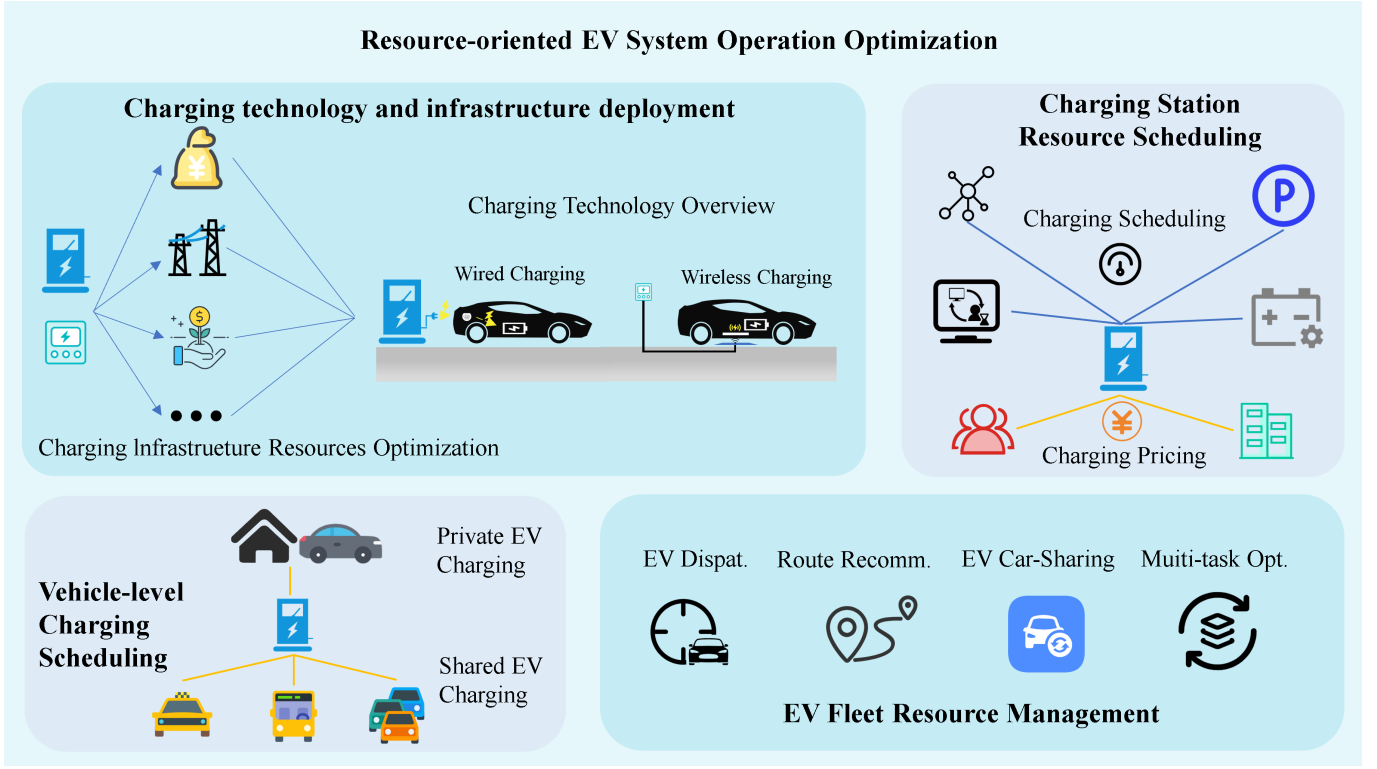 Resource-oriented EV System Operation Optimization
Charging technology and infrastructure deployment
¥
Charging Technology Overview
Wired Charging
Wireless Charging
$
Charging lnfrastrueture Resources Optimization
Charging Station
Resource Scheduling
P
Charging Scheduling
¥
Charging Pricing
Vehicle-level
Charging
Scheduling
Private EV
Charging
Shared EV
Charging
EV Dispat.
Route Recomm.
EV Car-Sharing
Muiti-task Opt.
EV Fleet Resource Management